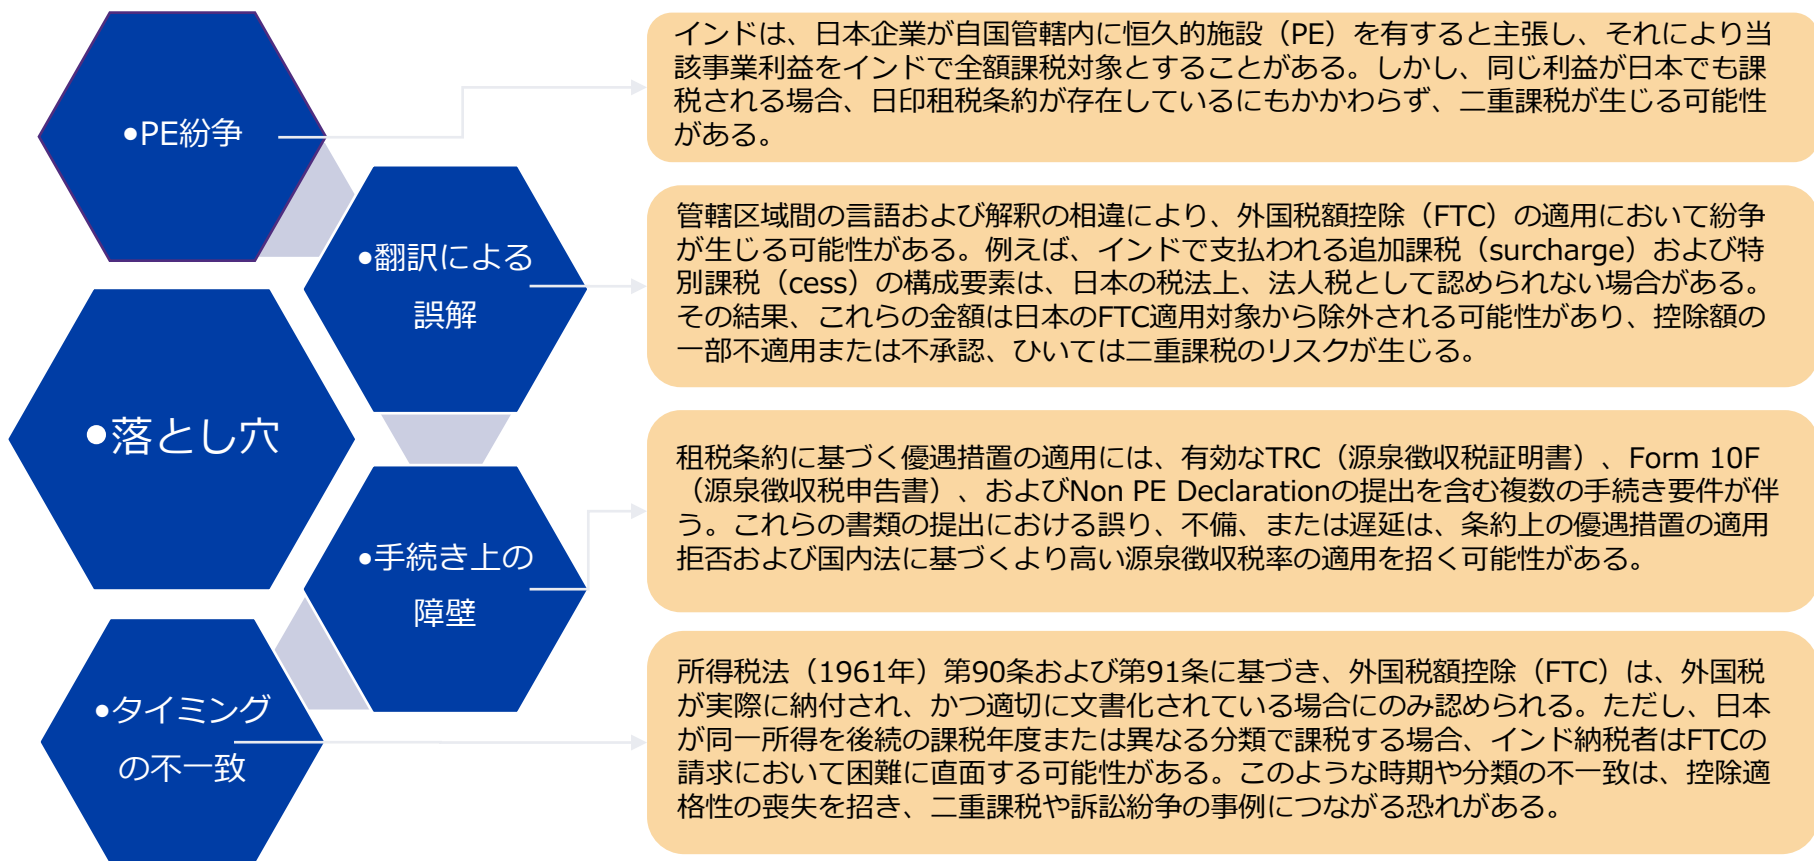 •PE紛争
インドは、日本企業が自国管轄内に恒久的施設（PE）を有すると主張し、それにより当
該事業利益をインドで全額課税対象とすることがある。しかし、同じ利益が日本でも課
税される場合、日印租税条約が存在しているにもかかわらず、二重課税が生じる可能性
がある。
•翻訳による
誤解
管轄区域間の言語および解釈の相違により、外国税額控除（FTC）の適用において紛争
が生じる可能性がある。例えば、インドで支払われる追加課税（surcharge）および特
別課税（cess）の構成要素は、日本の税法上、法人税として認められない場合がある。
その結果、これらの金額は日本のFTC適用対象から除外される可能性があり、控除額の
一部不適用または不承認、ひいては二重課税のリスクが生じる。
•落とし穴
•手続き上の
障壁
租税条約に基づく優遇措置の適用には、有効なTRC（源泉徴収税証明書）、Form 10F
（源泉徴収税申告書）、およびNon PE Declarationの提出を含む複数の手続き要件が伴
う。これらの書類の提出における誤り、不備、または遅延は、条約上の優遇措置の適用
拒否および国内法に基づくより高い源泉徴収税率の適用を招く可能性がある。
•タイミング
の不一致
所得税法（1961年）第90条および第91条に基づき、外国税額控除（FTC）は、外国税
が実際に納付され、かつ適切に文書化されている場合にのみ認められる。ただし、日本
が同一所得を後続の課税年度または異なる分類で課税する場合、インド納税者はFTCの
請求において困難に直面する可能性がある。このような時期や分類の不一致は、控除適
格性の喪失を招き、二重課税や訴訟紛争の事例につながる恐れがある。